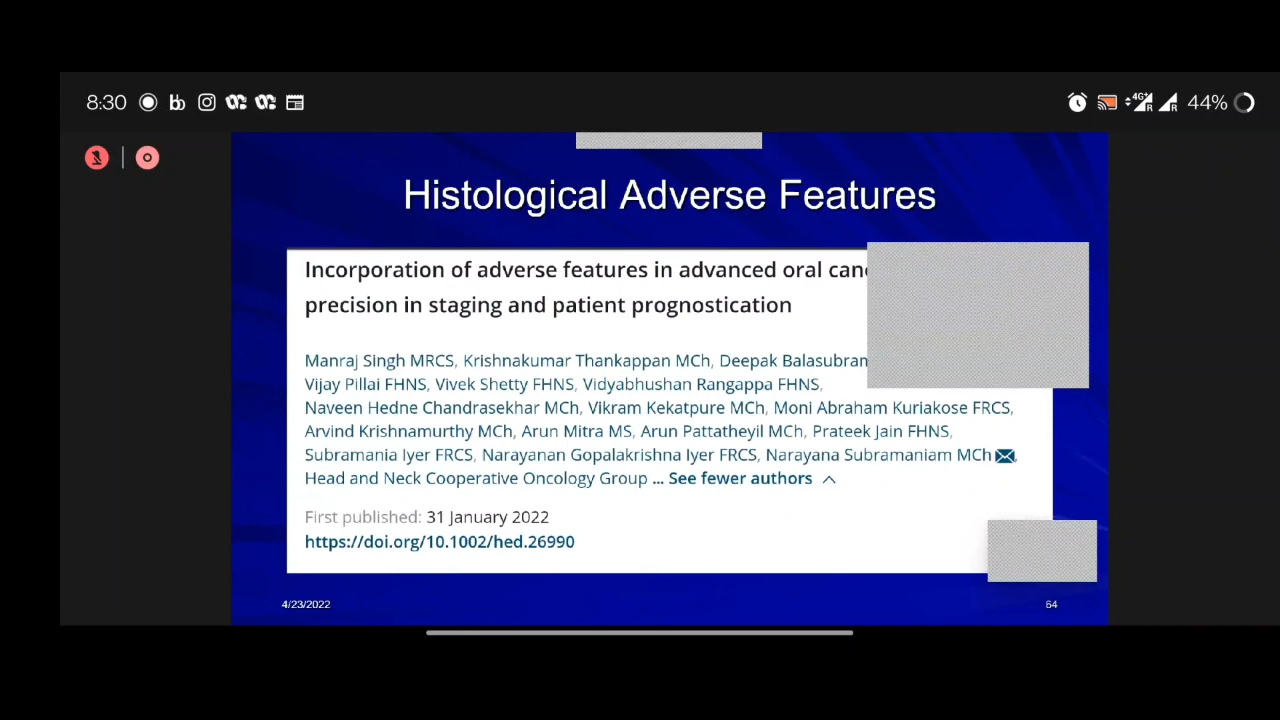 8:30
4G+ R R 44%
Histological Adverse Features
Incorporation of adverse features in advanced oral
precision in staging and patient prognostication
Manraj Singh MRCS, Krishnakumar Thankappan MCh, Deepak
Vijay Pillai FHNS, Vivek Shetty FHNS, Vidyabhushan Rangappa FHNS,
Naveen Hedne Chandrasekhar MCh, Vikram Kekatpure MCh, Moni Abraham Kuriakose FRCS,
Arvind Krishnamurthy MCh, Arun Mitra MS, Arun Pattatheyil MCh, Prateek Jain FHNS,
Subramania Iyer FRCS, Narayanan Gopalakrishna Iyer FRCS, Narayana Subramaniam MCh
Head and Neck Cooperative Oncology Group ... See fewer authors
First published: 31 January 2022
https://doi.org/10.1002/hed.26990
4/23/2022
64